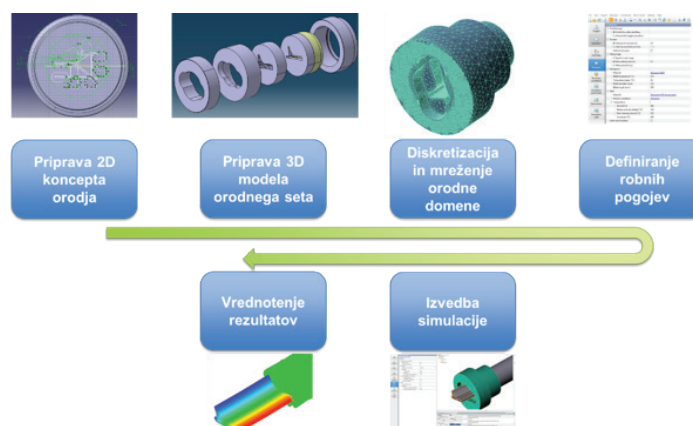 Priprava 2D
koncepta
orodja
Priprava 3D
modela
orodnega seta
Diskretizacija
in mreženje
orodne
domene
Definiranje
robnih
pogojev
Vrednotenje
rezultatov
Izvedba
simulacije